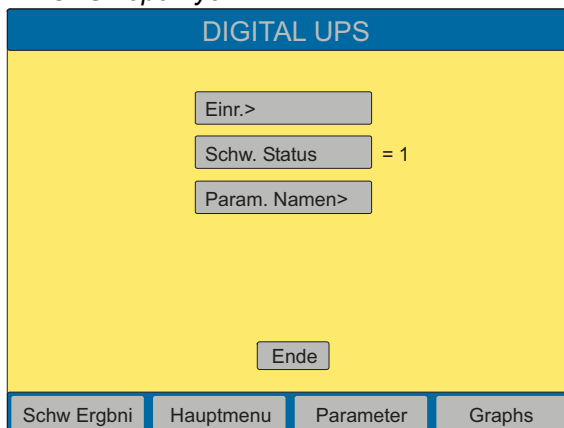 DIGITAL UPS
Einr.>
Schw. Status = 1
Param. Namen>
Ende
Schw Ergbni Hauptmenu Parameter Graphs